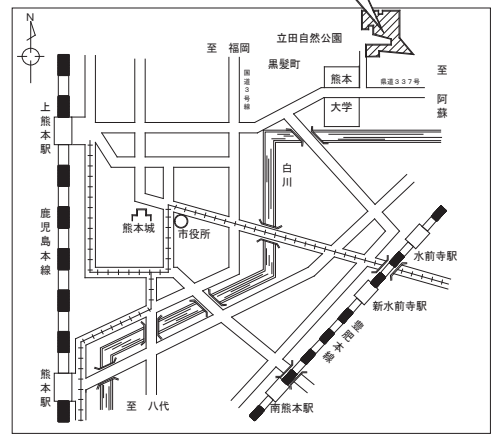 N
至 福岡
立田自然公園
黒髪町
国道3号線
熊本
大学
県道337号
至 阿蘇
上熊本駅
白川
鹿児島本線
熊本城
市役所
水前寺駅
新水前寺駅
豊肥本線
熊本駅
至 八代
南熊本駅